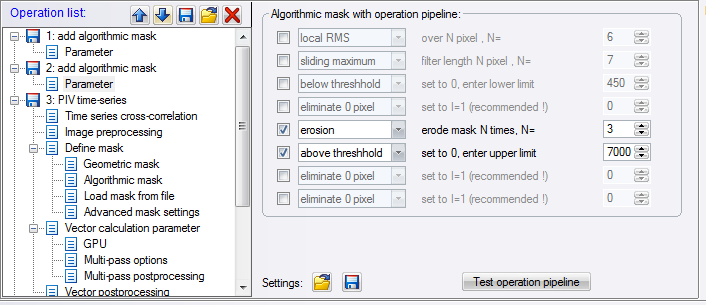 Operation list:
1: add algorithmic mask
Parameter
2: add algorithmic mask
Parameter
3: PIV time-series
Time series cross-correlation
Image preprocessing
Define mask
Geometric mask
Algorithmic mask
Load mask from file
Advanced mask settings
Vector calculation parameter
GPU
Multi-pass options
Multi-pass postprocessing
Vector postprocessing
Algorithmic mask with operation pipeline:
local RMS over N pixel , N= 6
sliding maximum filter length N pixel , N= 7
below threshhold set to 0, enter lower limit 450
eliminate 0 pixel set to I=1 (recommended !) 0
erosion erode mask N times, N= 3
above threshhold set to 0, enter upper limit 7000
eliminate 0 pixel set to I=1 (recommended !) 0
eliminate 0 pixel set to I=1 (recommended !) 0
Settings: Test operation pipeline